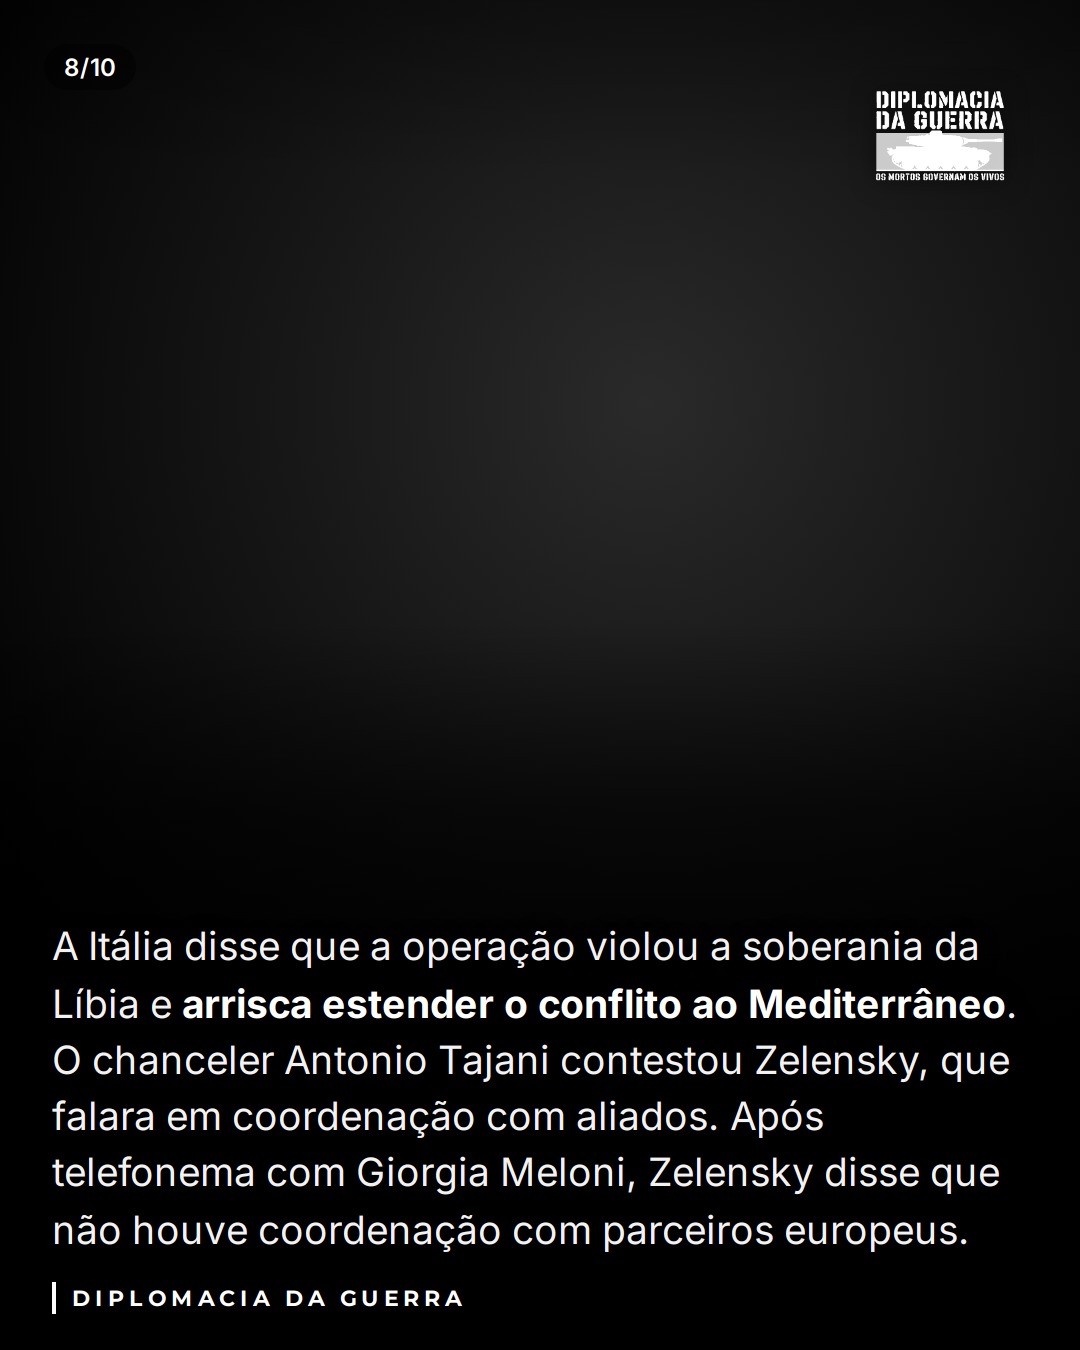 8/10
DIPLOMACIA
DA GUERRA
OS MORTOS GOVERNAM OS VIVOS
A Itália disse que a operação violou a soberania da
Líbia e arrisca estender o conflito ao Mediterrâneo.
O chanceler Antonio Tajani contestou Zelensky, que
falara em coordenação com aliados. Após
telefonema com Giorgia Meloni, Zelensky disse que
não houve coordenação com parceiros europeus.
DIPLOMACIA DA GUERRA